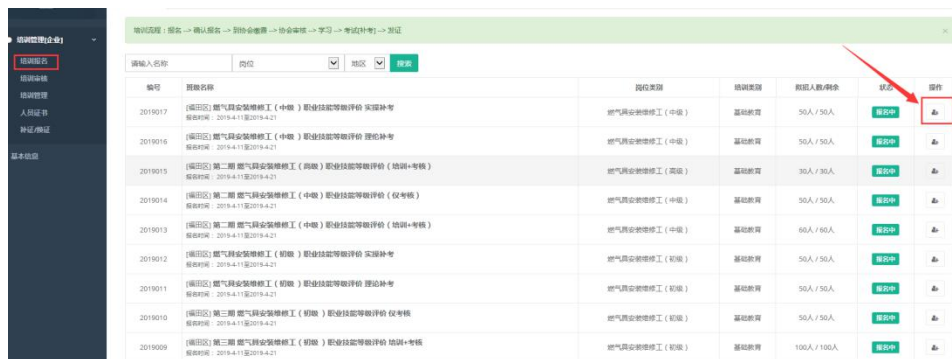 培训管理[企业]
培训报名
培训审核
培训管理
人员证书
补证/换证
基本信息
培训流程：报名 --> 确认报名 --> 到协会缴费 --> 协会审核 --> 学习 --> 考试[补考] --> 发证 ×
请输入名称 岗位 地区 搜索
编号 班级名称 岗位类别 培训类别 拟招人数/剩余 状态 操作
2019017 [福田区] 燃气具安装维修工（中级）职业技能等级评价 实操补考 燃气具安装维修工（中级） 基础教育 50人 / 50人 报名中
报名时间：2019-4-11至2019-4-21
2019016 [福田区] 燃气具安装维修工（中级）职业技能等级评价 理论补考 燃气具安装维修工（中级） 基础教育 50人 / 50人 报名中
报名时间：2019-4-11至2019-4-21
2019015 [福田区] 第二期 燃气具安装维修工（高级）职业技能等级评价（培训+考核） 燃气具安装维修工（高级） 基础教育 30人 / 30人 报名中
报名时间：2019-4-11至2019-4-21
2019014 [福田区] 第二期 燃气具安装维修工（中级）职业技能等级评价（仅考核） 燃气具安装维修工（中级） 基础教育 50人 / 50人 报名中
报名时间：2019-4-11至2019-4-21
2019013 [福田区] 第二期 燃气具安装维修工（中级）职业技能等级评价（培训+考核） 燃气具安装维修工（中级） 基础教育 60人 / 60人 报名中
报名时间：2019-4-11至2019-4-21
2019012 [福田区] 燃气具安装维修工（初级）职业技能等级评价 实操补考 燃气具安装维修工（初级） 基础教育 50人 / 50人 报名中
报名时间：2019-4-11至2019-4-21
2019011 [福田区] 燃气具安装维修工（初级）职业技能等级评价 理论补考 燃气具安装维修工（初级） 基础教育 50人 / 50人 报名中
报名时间：2019-4-11至2019-4-21
2019010 [福田区] 第三期 燃气具安装维修工（初级）职业技能等级评价 仅考核 燃气具安装维修工（初级） 基础教育 50人 / 50人 报名中
报名时间：2019-4-11至2019-4-21
2019009 [福田区] 第三期 燃气具安装维修工（初级）职业技能等级评价 培训+考核 燃气具安装维修工（初级） 基础教育 100人 / 100人 报名中
报名时间：2019-4-11至2019-4-21